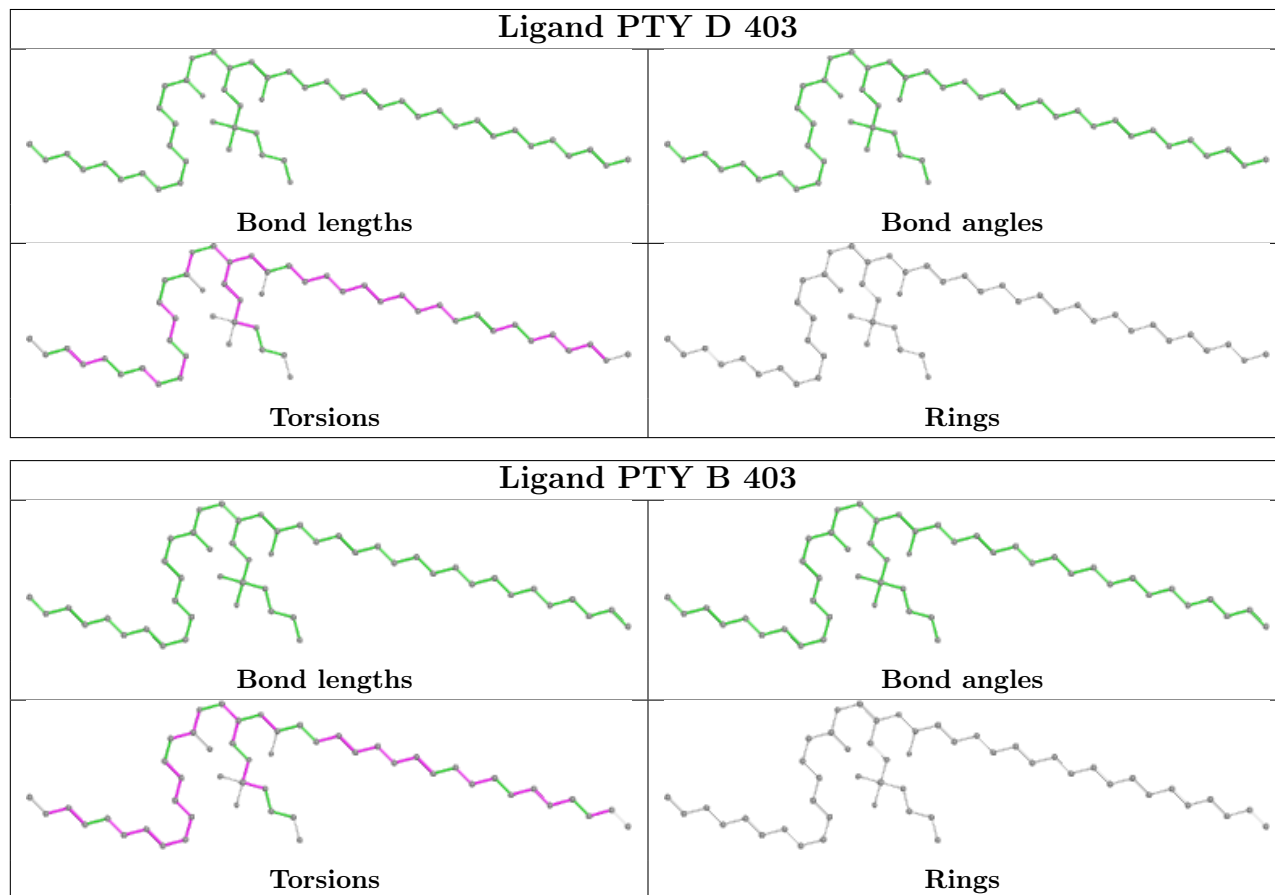 Ligand PTY D 403
Bond lengths
Bond angles
Torsions
Rings
Ligand PTY B 403
Bond lengths
Bond angles
Torsions
Rings